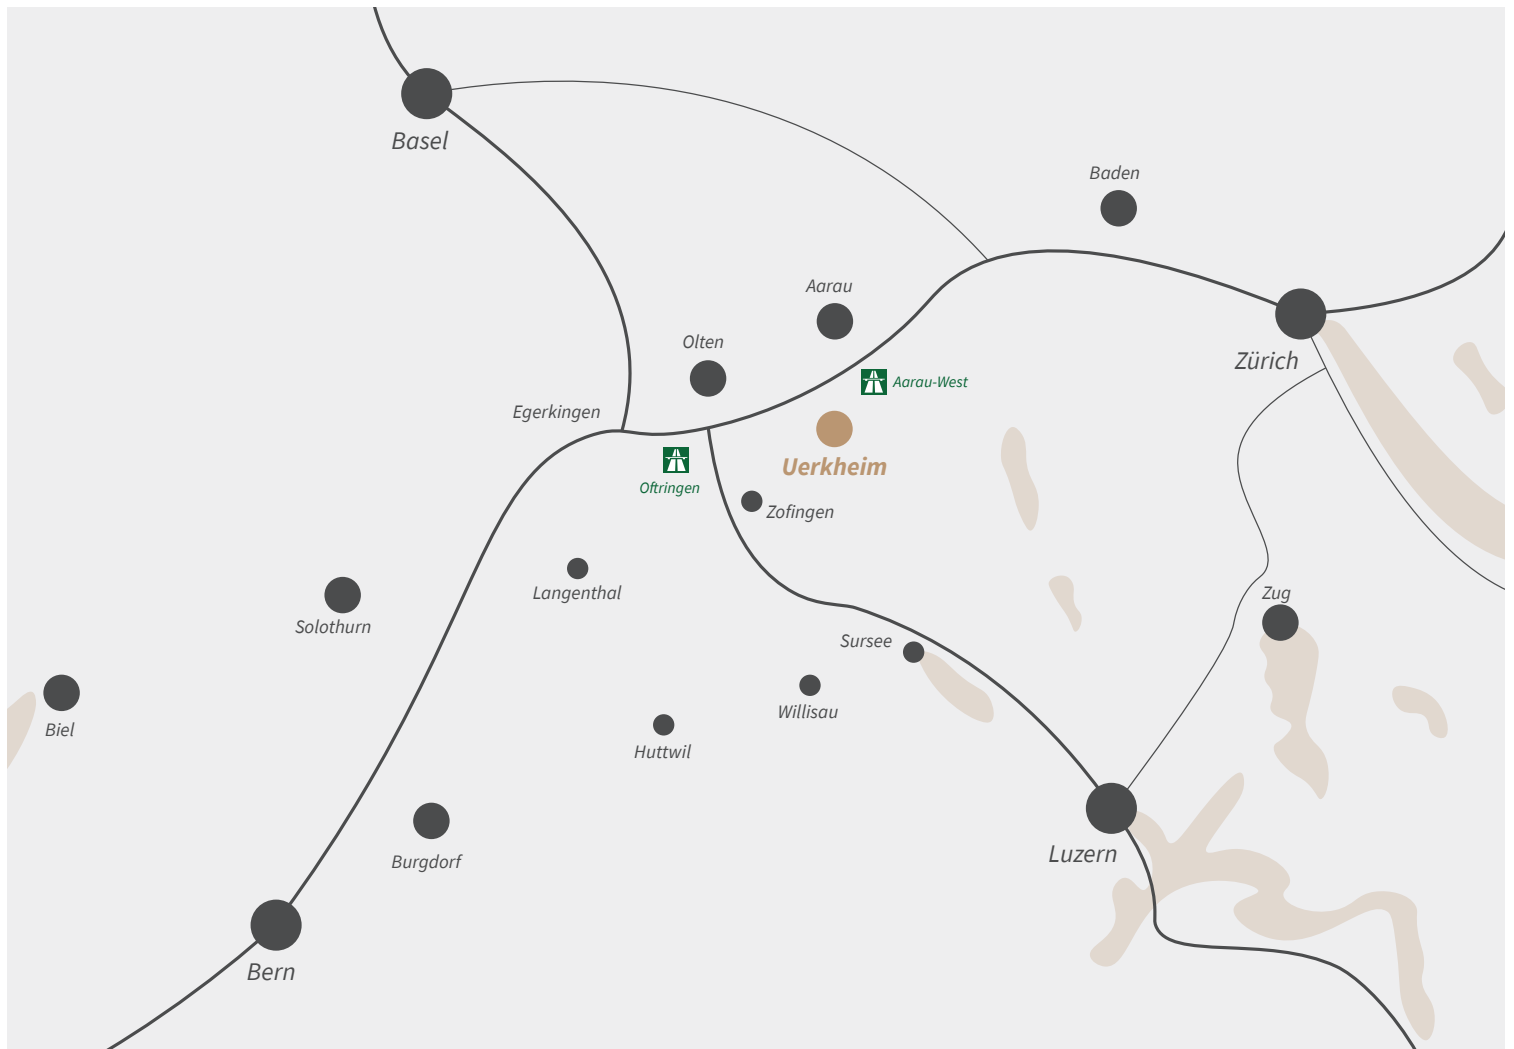 Basel
Baden
Aarau
Olten
Zürich
Aarau-West
Egerkingen
Uerkheim
Oftringen
Zofingen
Langenthal
Zug
Solothurn
Sursee
Willisau
Biel
Huttwil
Luzern
Burgdorf
Bern